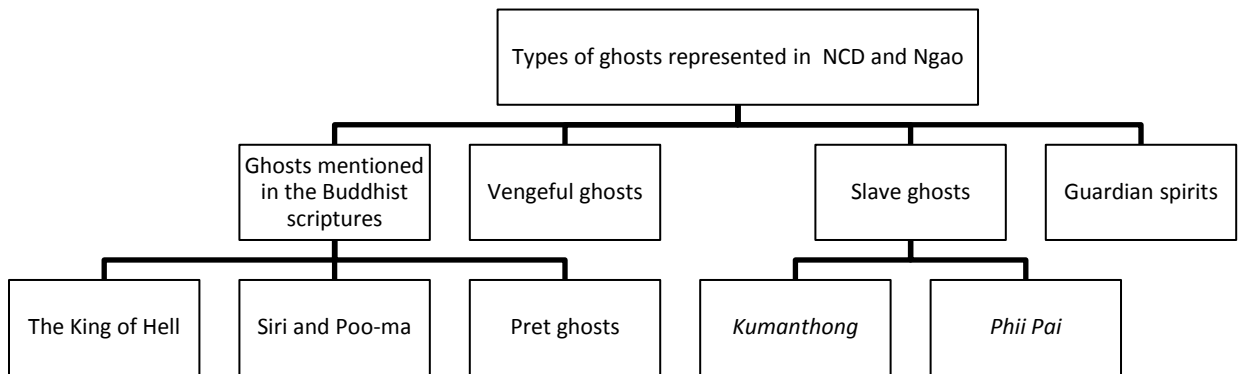 Types of ghosts represented in NCD and Ngao
Ghosts mentioned
in the Buddhist
scriptures
Vengeful ghosts
Slave ghosts
Guardian spirits
The King of Hell
Siri and Poo-ma
Pret ghosts
Kumanthong
Phii Pai